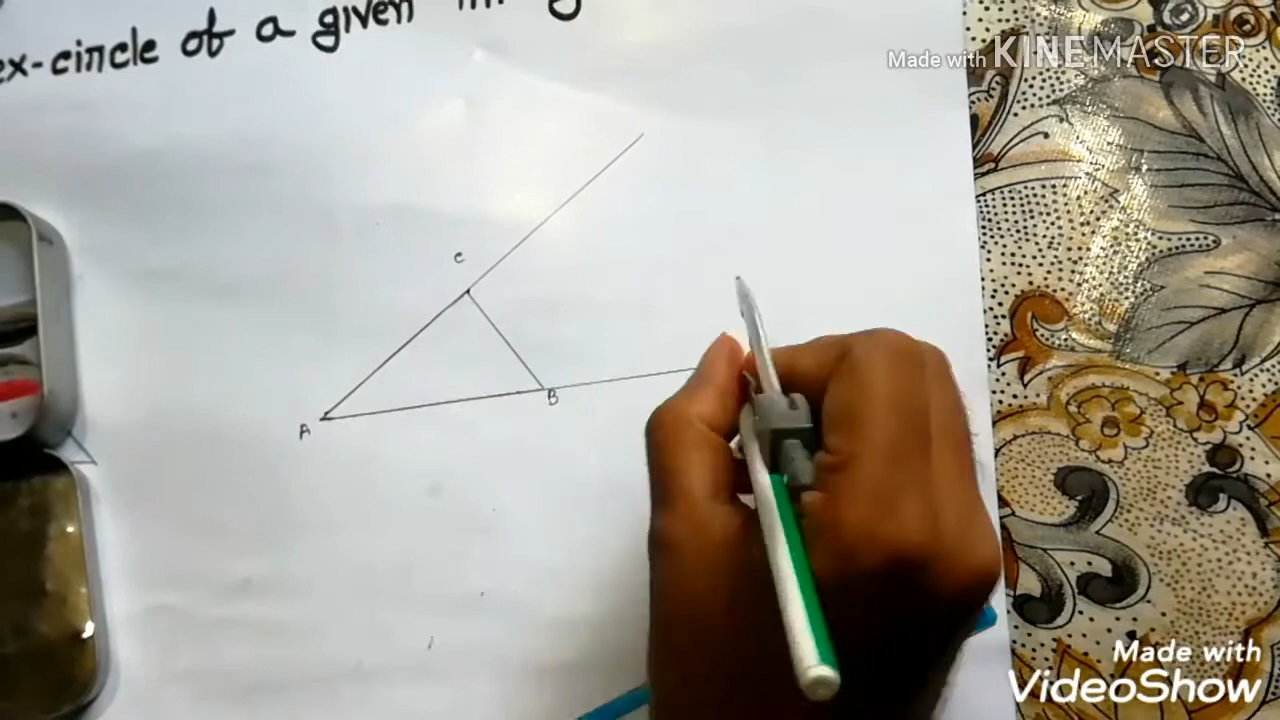 ex-circle of a given
Made with KINEMASTER
C
B
A
Made with
VideoShow